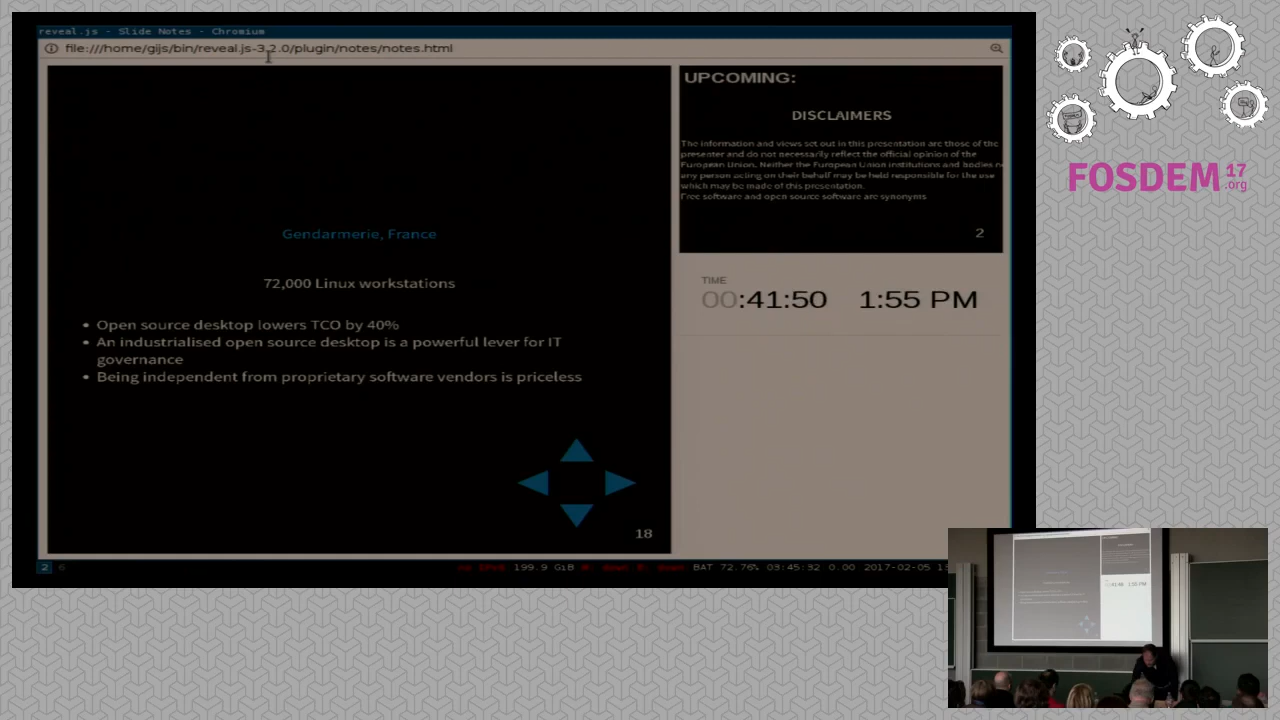 reveal.js - Slide Notes - Chromium
file:///home/gijs/bin/reveal.js-3.2.0/plugin/notes/notes.html
Gendarmerie, France
72,000 Linux workstations
• Open source desktop lowers TCO by 40%
• An industrialised open source desktop is a powerful lever for IT
governance
• Being independent from proprietary software vendors is priceless
18
UPCOMING:
DISCLAIMERS
The information and views set out in this presentation are those of the
presenter and do not necessarily reflect the official opinion of the
European Union. Neither the European Union institutions and bodies
any person acting on their behalf may be held responsible for the use
which may be made of this presentation.
Free software and open source software are synonyms
2
TIME
00:41:50 1:55 PM
2 6
199.9 GiB BAT 72.76% 03:45:32 0.00 2017-02-05
FOSDEM 17
.org